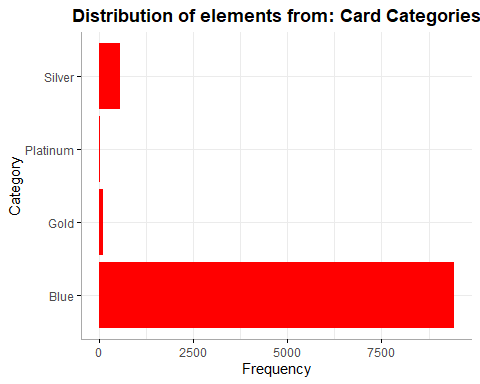 Distribution of elements from: Card Categories
Category
Silver
Platinum
Gold
Blue
0 2500 5000 7500
Frequency